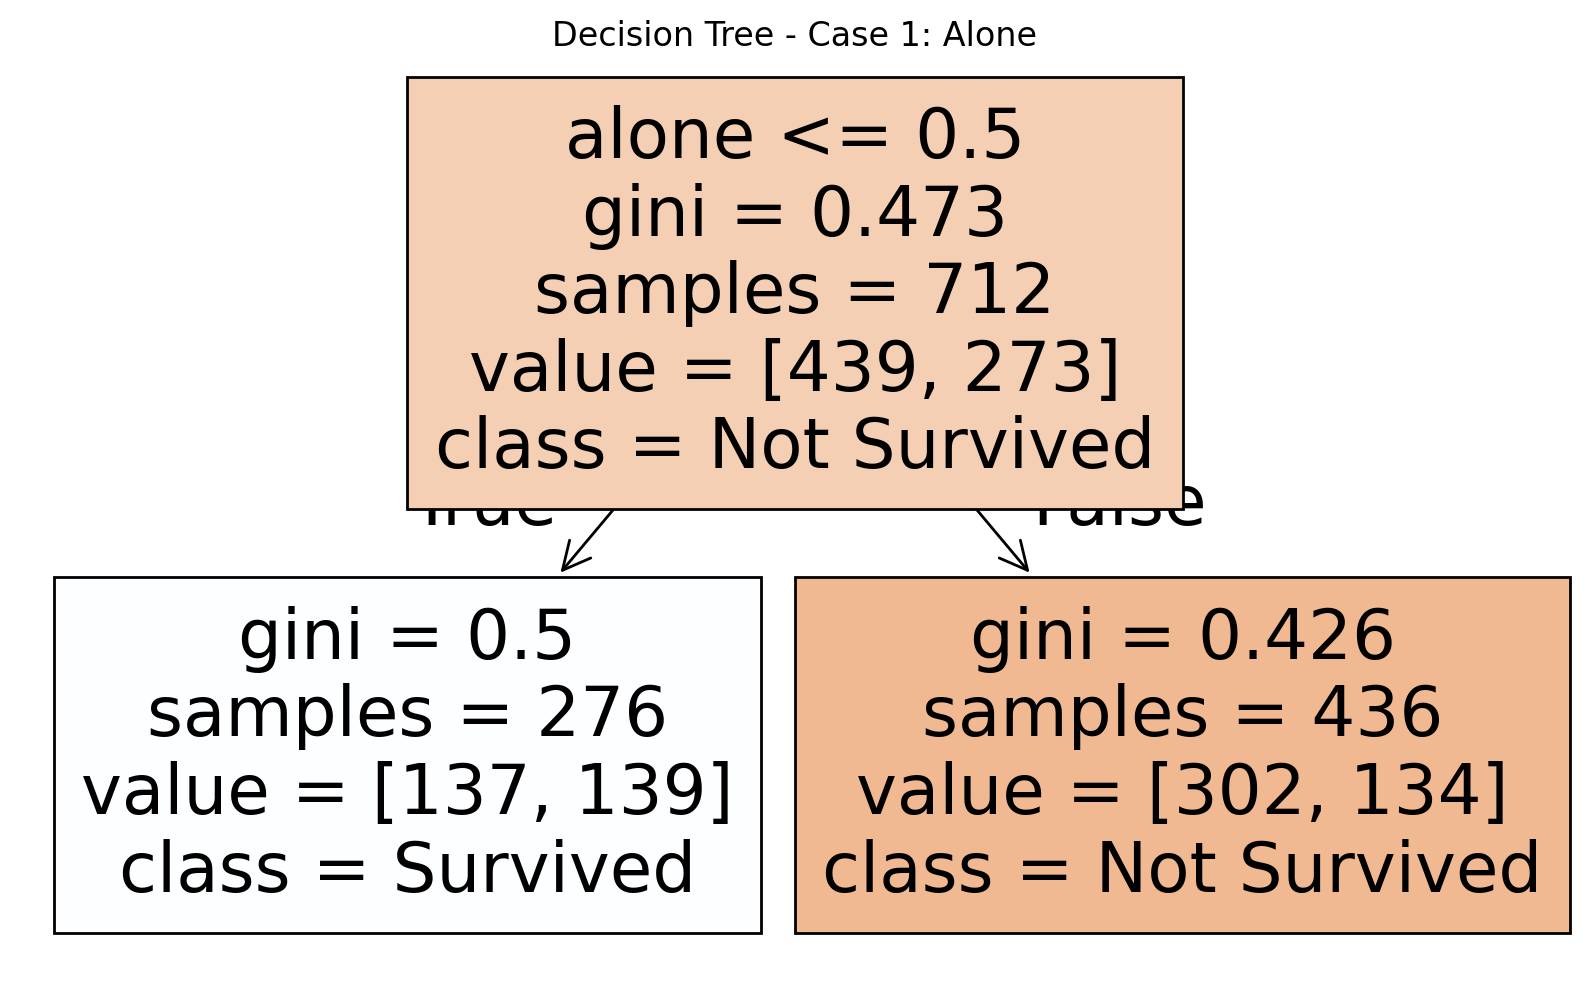 Decision Tree - Case 1: Alone
alone <= 0.5
gini = 0.473
samples = 712
value = [439, 273]
class = Not Survived
True False
gini = 0.5
samples = 276
value = [137, 139]
class = Survived
gini = 0.426
samples = 436
value = [302, 134]
class = Not Survived